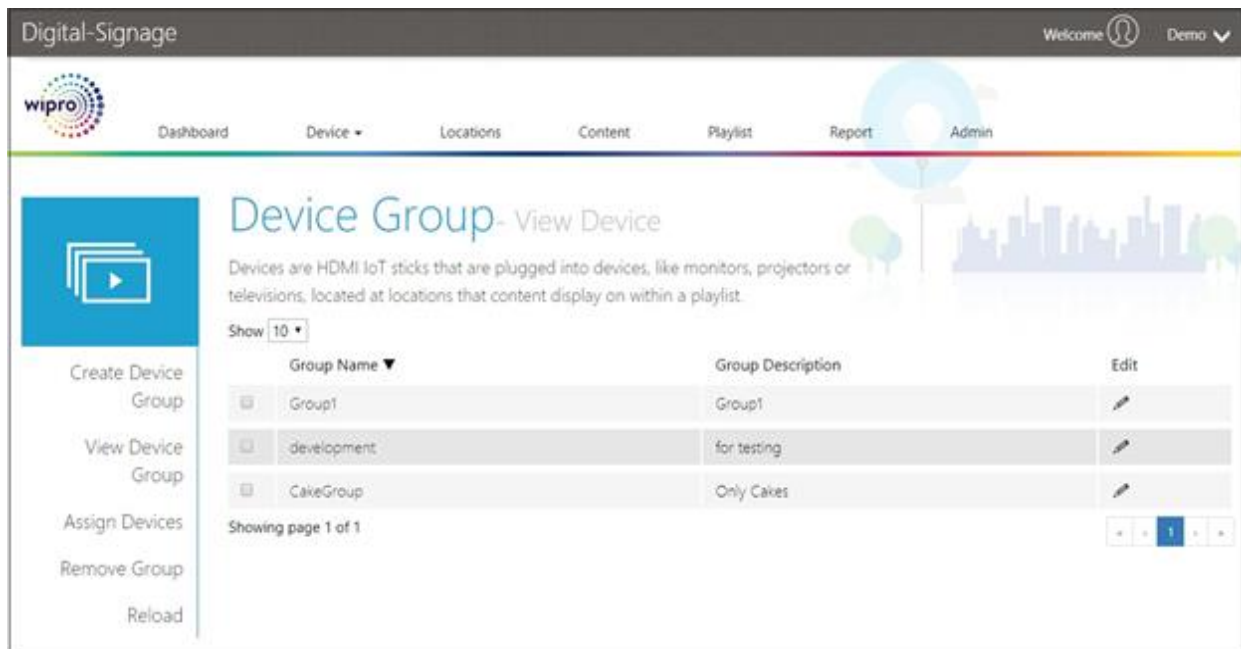 Digital-Signage
Welcome Demo
wipro
Dashboard Device Locations Content Playlist Report Admin
Device Group- View Device
Devices are HDMI IoT sticks that are plugged into devices, like monitors, projectors or
televisions, located at locations that content display on within a playlist.
Show 10
Group Name ▼ Group Description Edit
Group1 Group1
development for testing
CakeGroup Only Cakes
Showing page 1 of 1
« ‹ 1 › »
Create Device
Group
View Device
Group
Assign Devices
Remove Group
Reload